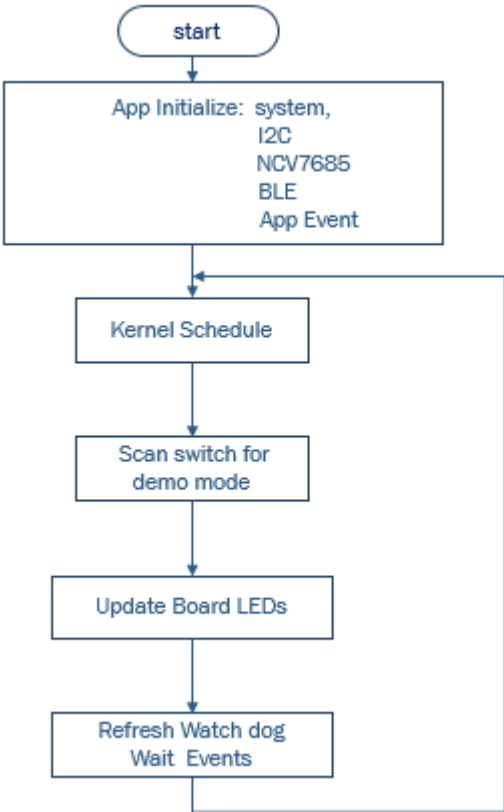 start
App Initialize: system,
I2C
NCV7685
BLE
App Event
Kernel Schedule
Scan switch for
demo mode
Update Board LEDs
Refresh Watch dog
Wait Events